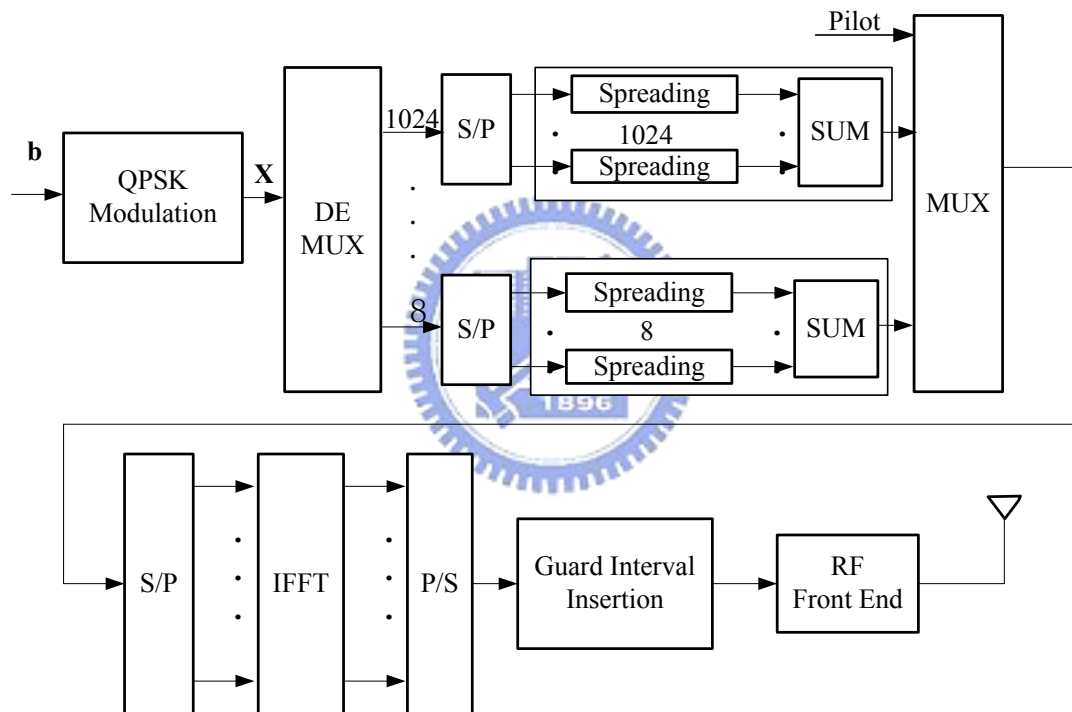 Pilot
b
QPSK
Modulation
X
DE
MUX
1024
S/P
Spreading
1024
Spreading
SUM
MUX
8
S/P
Spreading
8
Spreading
SUM
1896
S/P
IFFT
P/S
Guard Interval
Insertion
RF
Front End